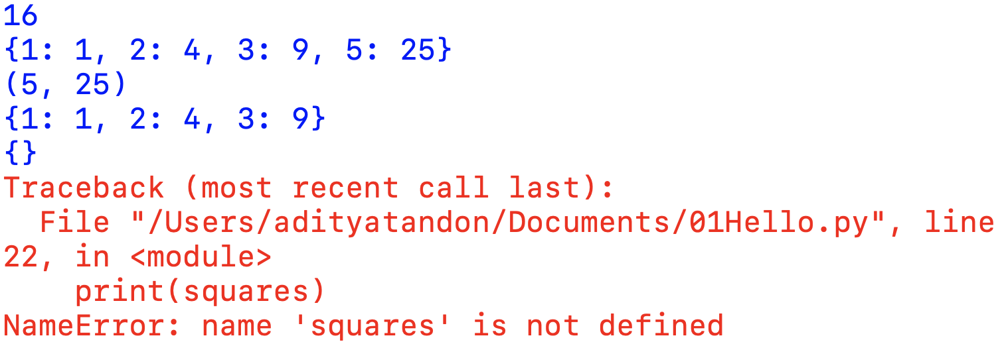 16
{1: 1, 2: 4, 3: 9, 5: 25}
(5, 25)
{1: 1, 2: 4, 3: 9}
{}
Traceback (most recent call last):
  File "/Users/adityatandon/Documents/01Hello.py", line
22, in <module>
    print(squares)
NameError: name 'squares' is not defined